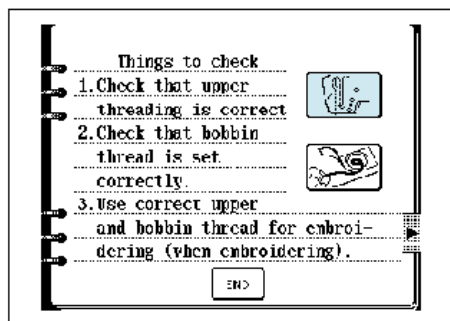 Things to check
1.Check that upper
threading is correct
2.Check that bobbin
thread is set
correctly.
3.Use correct upper
and bobbin thread for embroi-
dering (when embroidering).
END